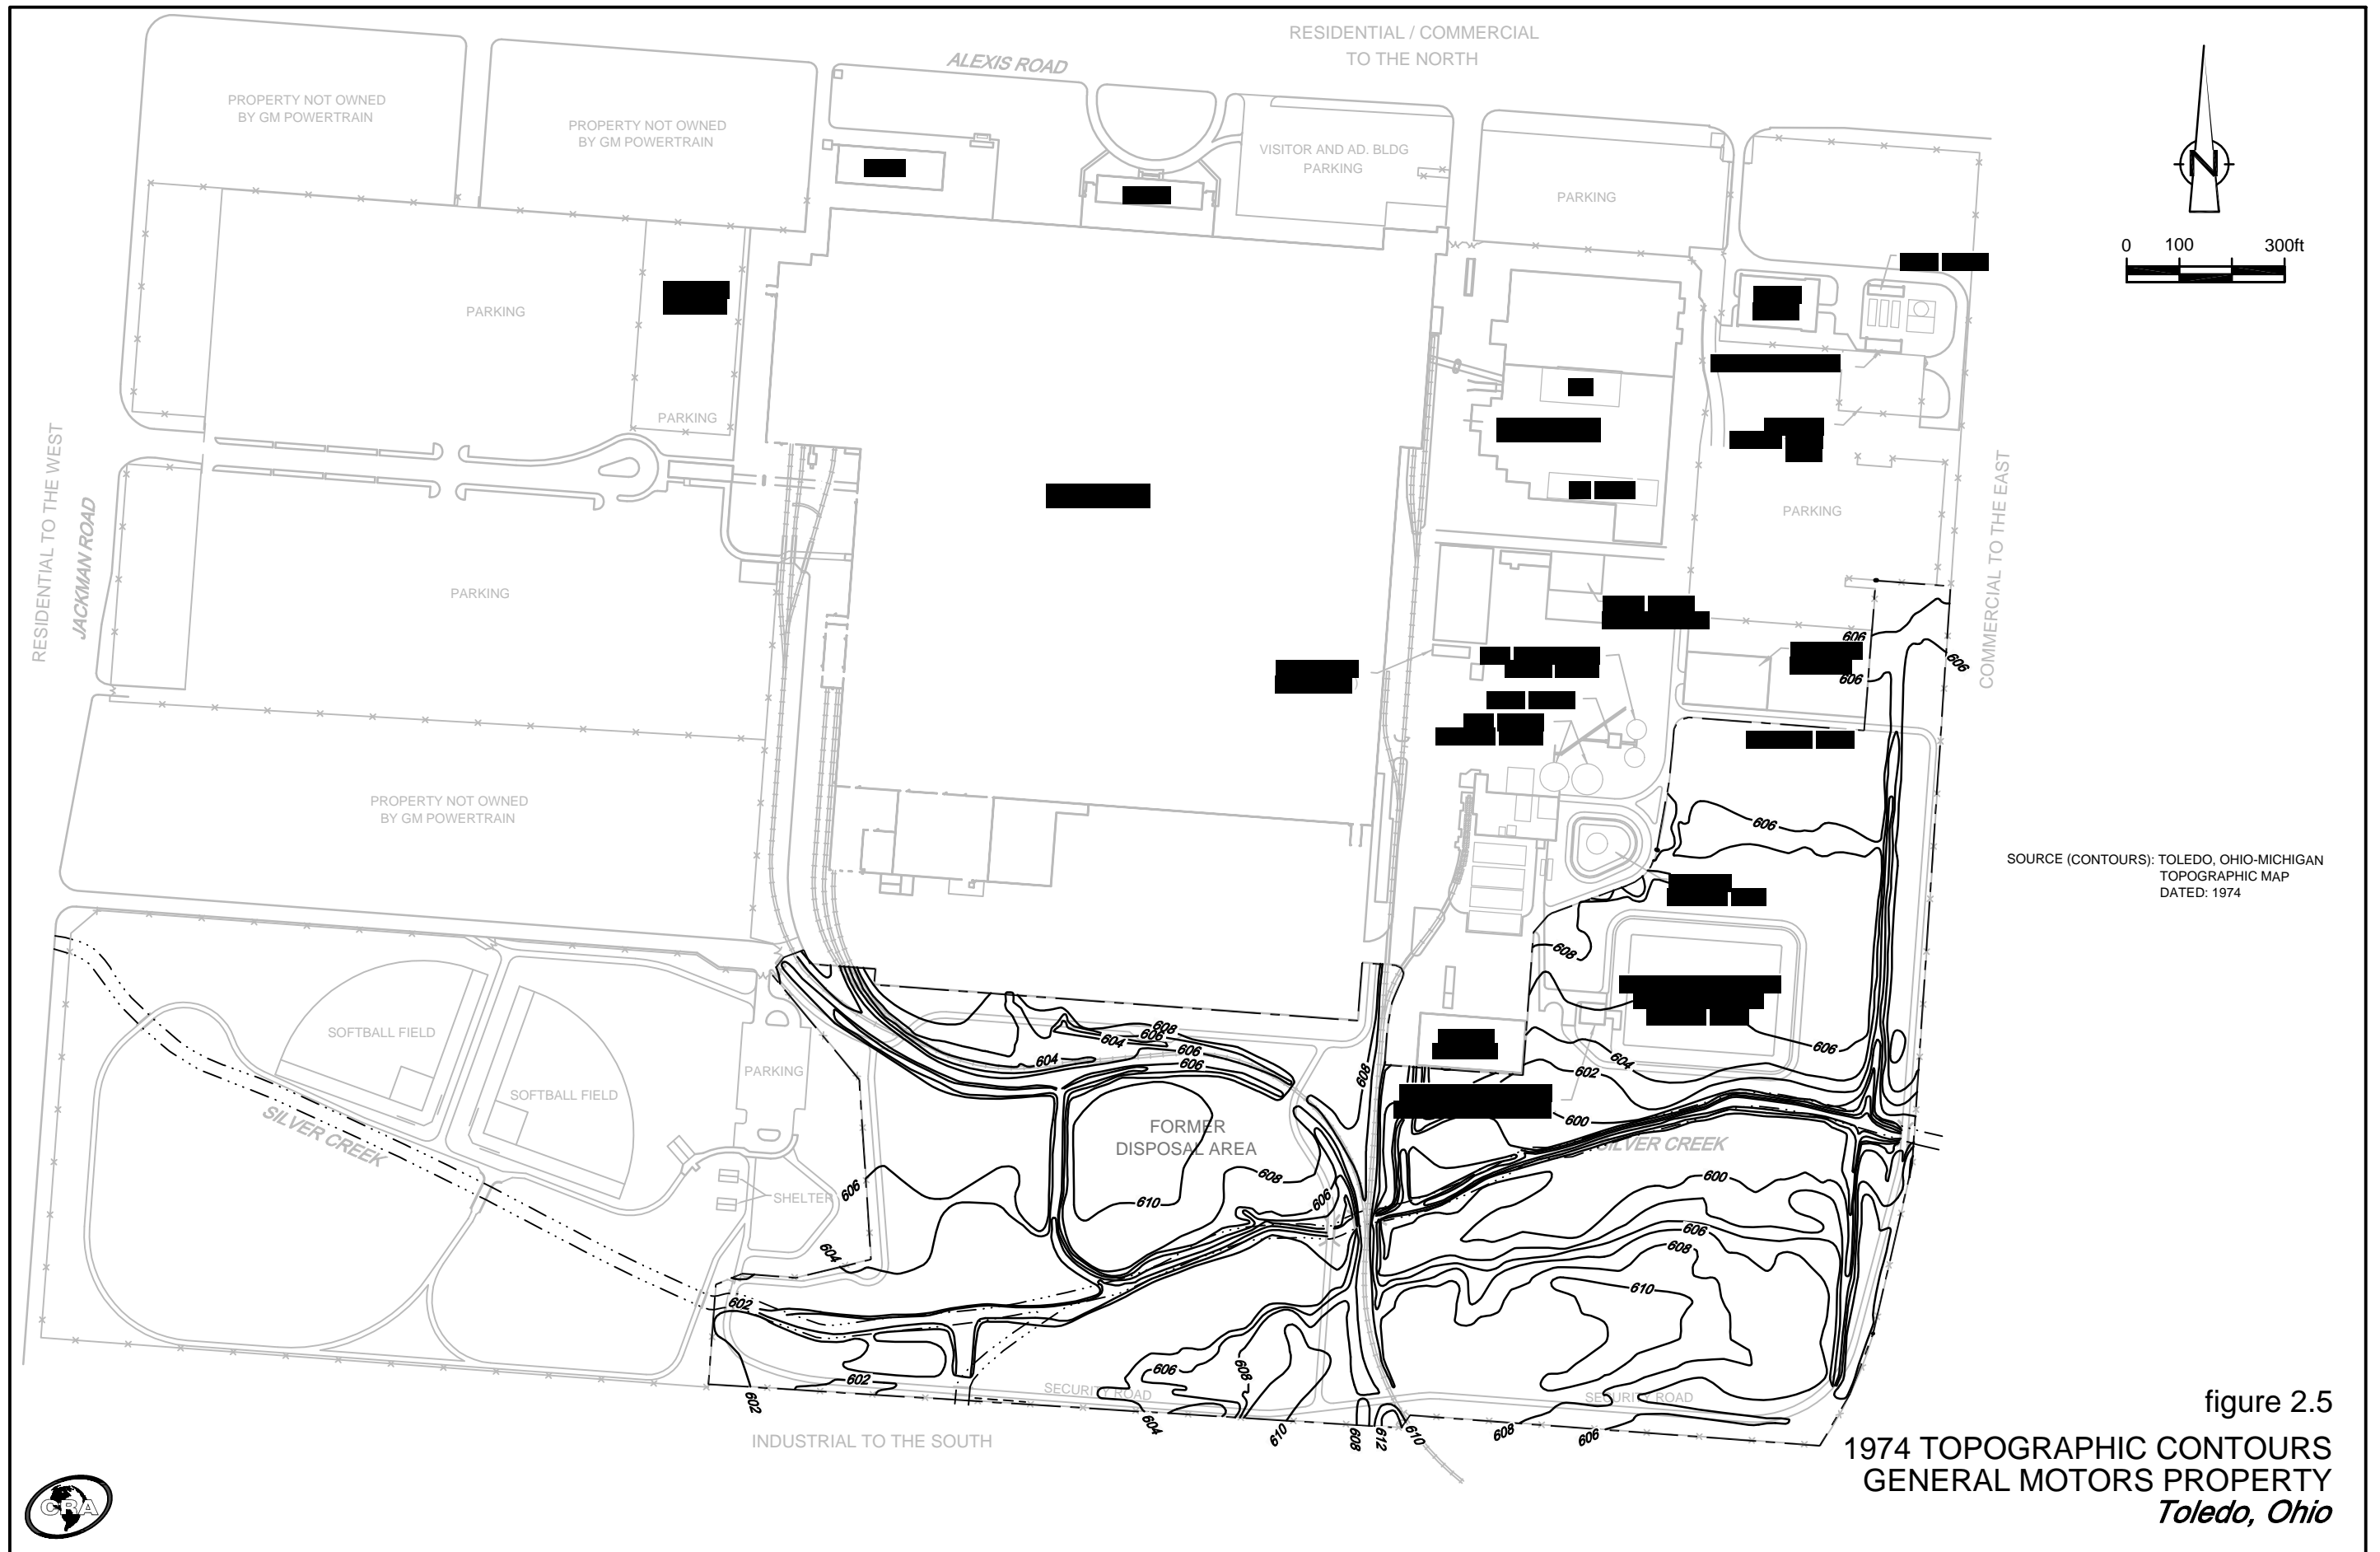 RESIDENTIAL / COMMERCIAL
TO THE NORTH
ALEXIS ROAD
PROPERTY NOT OWNED
BY GM POWERTRAIN
PROPERTY NOT OWNED
BY GM POWERTRAIN
VISITOR AND AD. BLDG
PARKING
PARKING
N
0 100 300ft
PARKING
PARKING
RESIDENTIAL TO THE WEST
JACKMAN ROAD
PARKING
PARKING
COMMERCIAL TO THE EAST
606
606
606
PROPERTY NOT OWNED
BY GM POWERTRAIN
606
SOURCE (CONTOURS): TOLEDO, OHIO-MICHIGAN
TOPOGRAPHIC MAP
DATED: 1974
608
SOFTBALL FIELD
SOFTBALL FIELD
PARKING
SILVER CREEK
SHELTER
608
606
604
606
604
606
608
606
604
602
600
FORMER
DISPOSAL AREA
SILVER CREEK
608
610
606
606
604
600
606
608
610
602
602
602
606
608
604
610
608
612
610
608
606
SECURITY ROAD
SECURITY ROAD
INDUSTRIAL TO THE SOUTH
CRA
figure 2.5
1974 TOPOGRAPHIC CONTOURS
GENERAL MOTORS PROPERTY
Toledo, Ohio